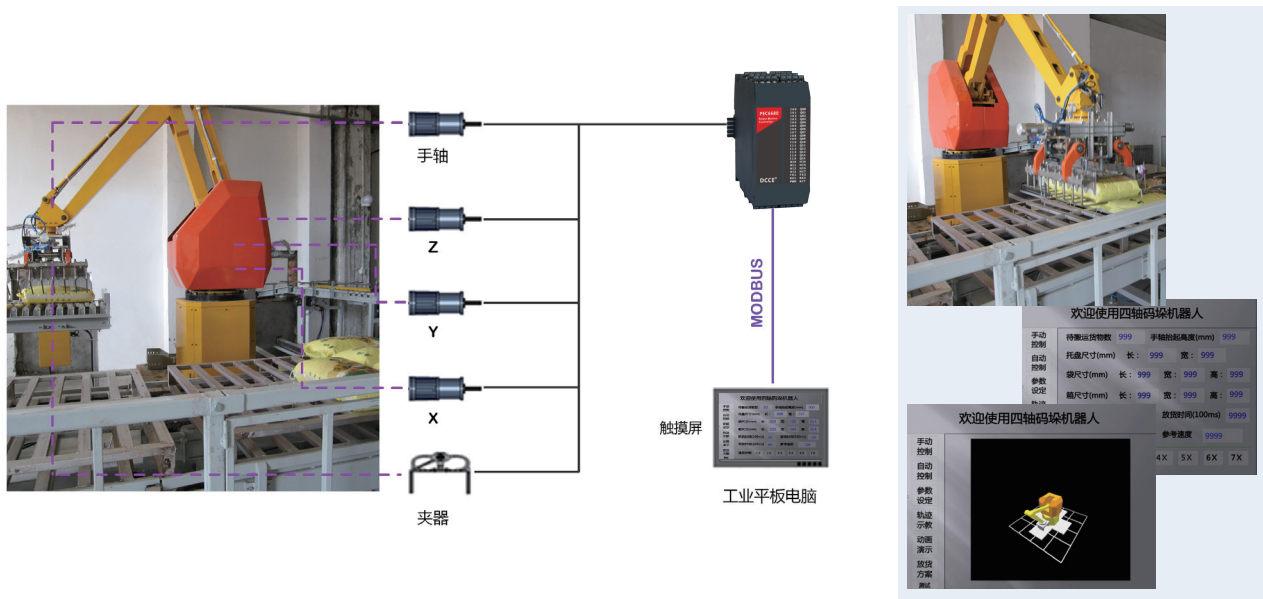 手轴
Z
Y
X
夹器
PEC6600
DCCE
MODBUS
触摸屏
欢迎使用四轴码垛机器人
工业平板电脑
欢迎使用四轴码垛机器人
手动控制
自动控制
参数设定
待搬运货物数 999 手轴抬起高度(mm) 999
托盘尺寸(mm) 长: 999 宽: 999
袋尺寸(mm) 长: 999 宽: 999 高: 999
箱尺寸(mm) 长: 999 宽: 999 高: 999
放货时间(100ms) 9999
参考速度 9999
4X 5X 6X 7X
欢迎使用四轴码垛机器人
手动
控制
自动
控制
参数
设定
轨迹
示教
动画
演示
放货
方案
测试